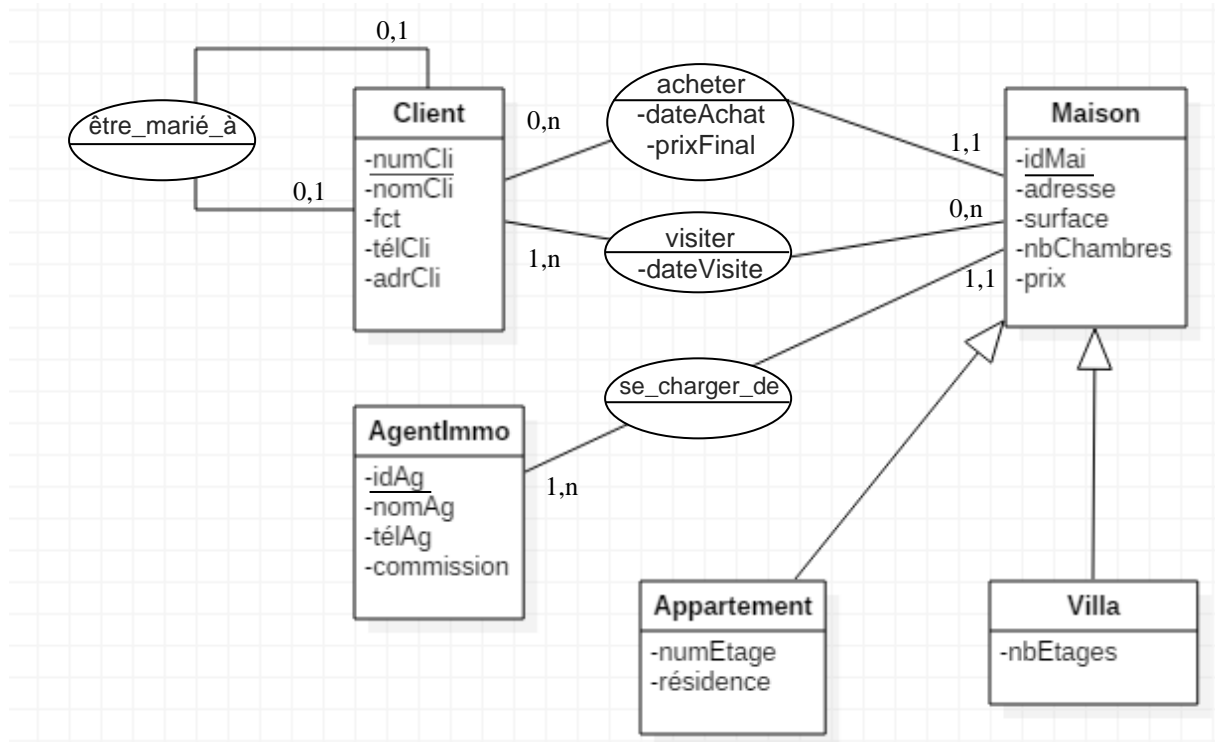 0,1
être_marié_à
0,1
Client
-numCli
-nomCli
-fct
-télCli
-adrCli
0,n
acheter
-dateAchat
-prixFinal
1,1
1,n
visiter
-dateVisite
0,n
Maison
-idMai
-adresse
-surface
-nbChambres
-prix
1,1
se_charger_de
1,n
AgentImmo
-idAg
-nomAg
-télAg
-commission
Appartement
-numEtage
-résidence
Villa
-nbEtages